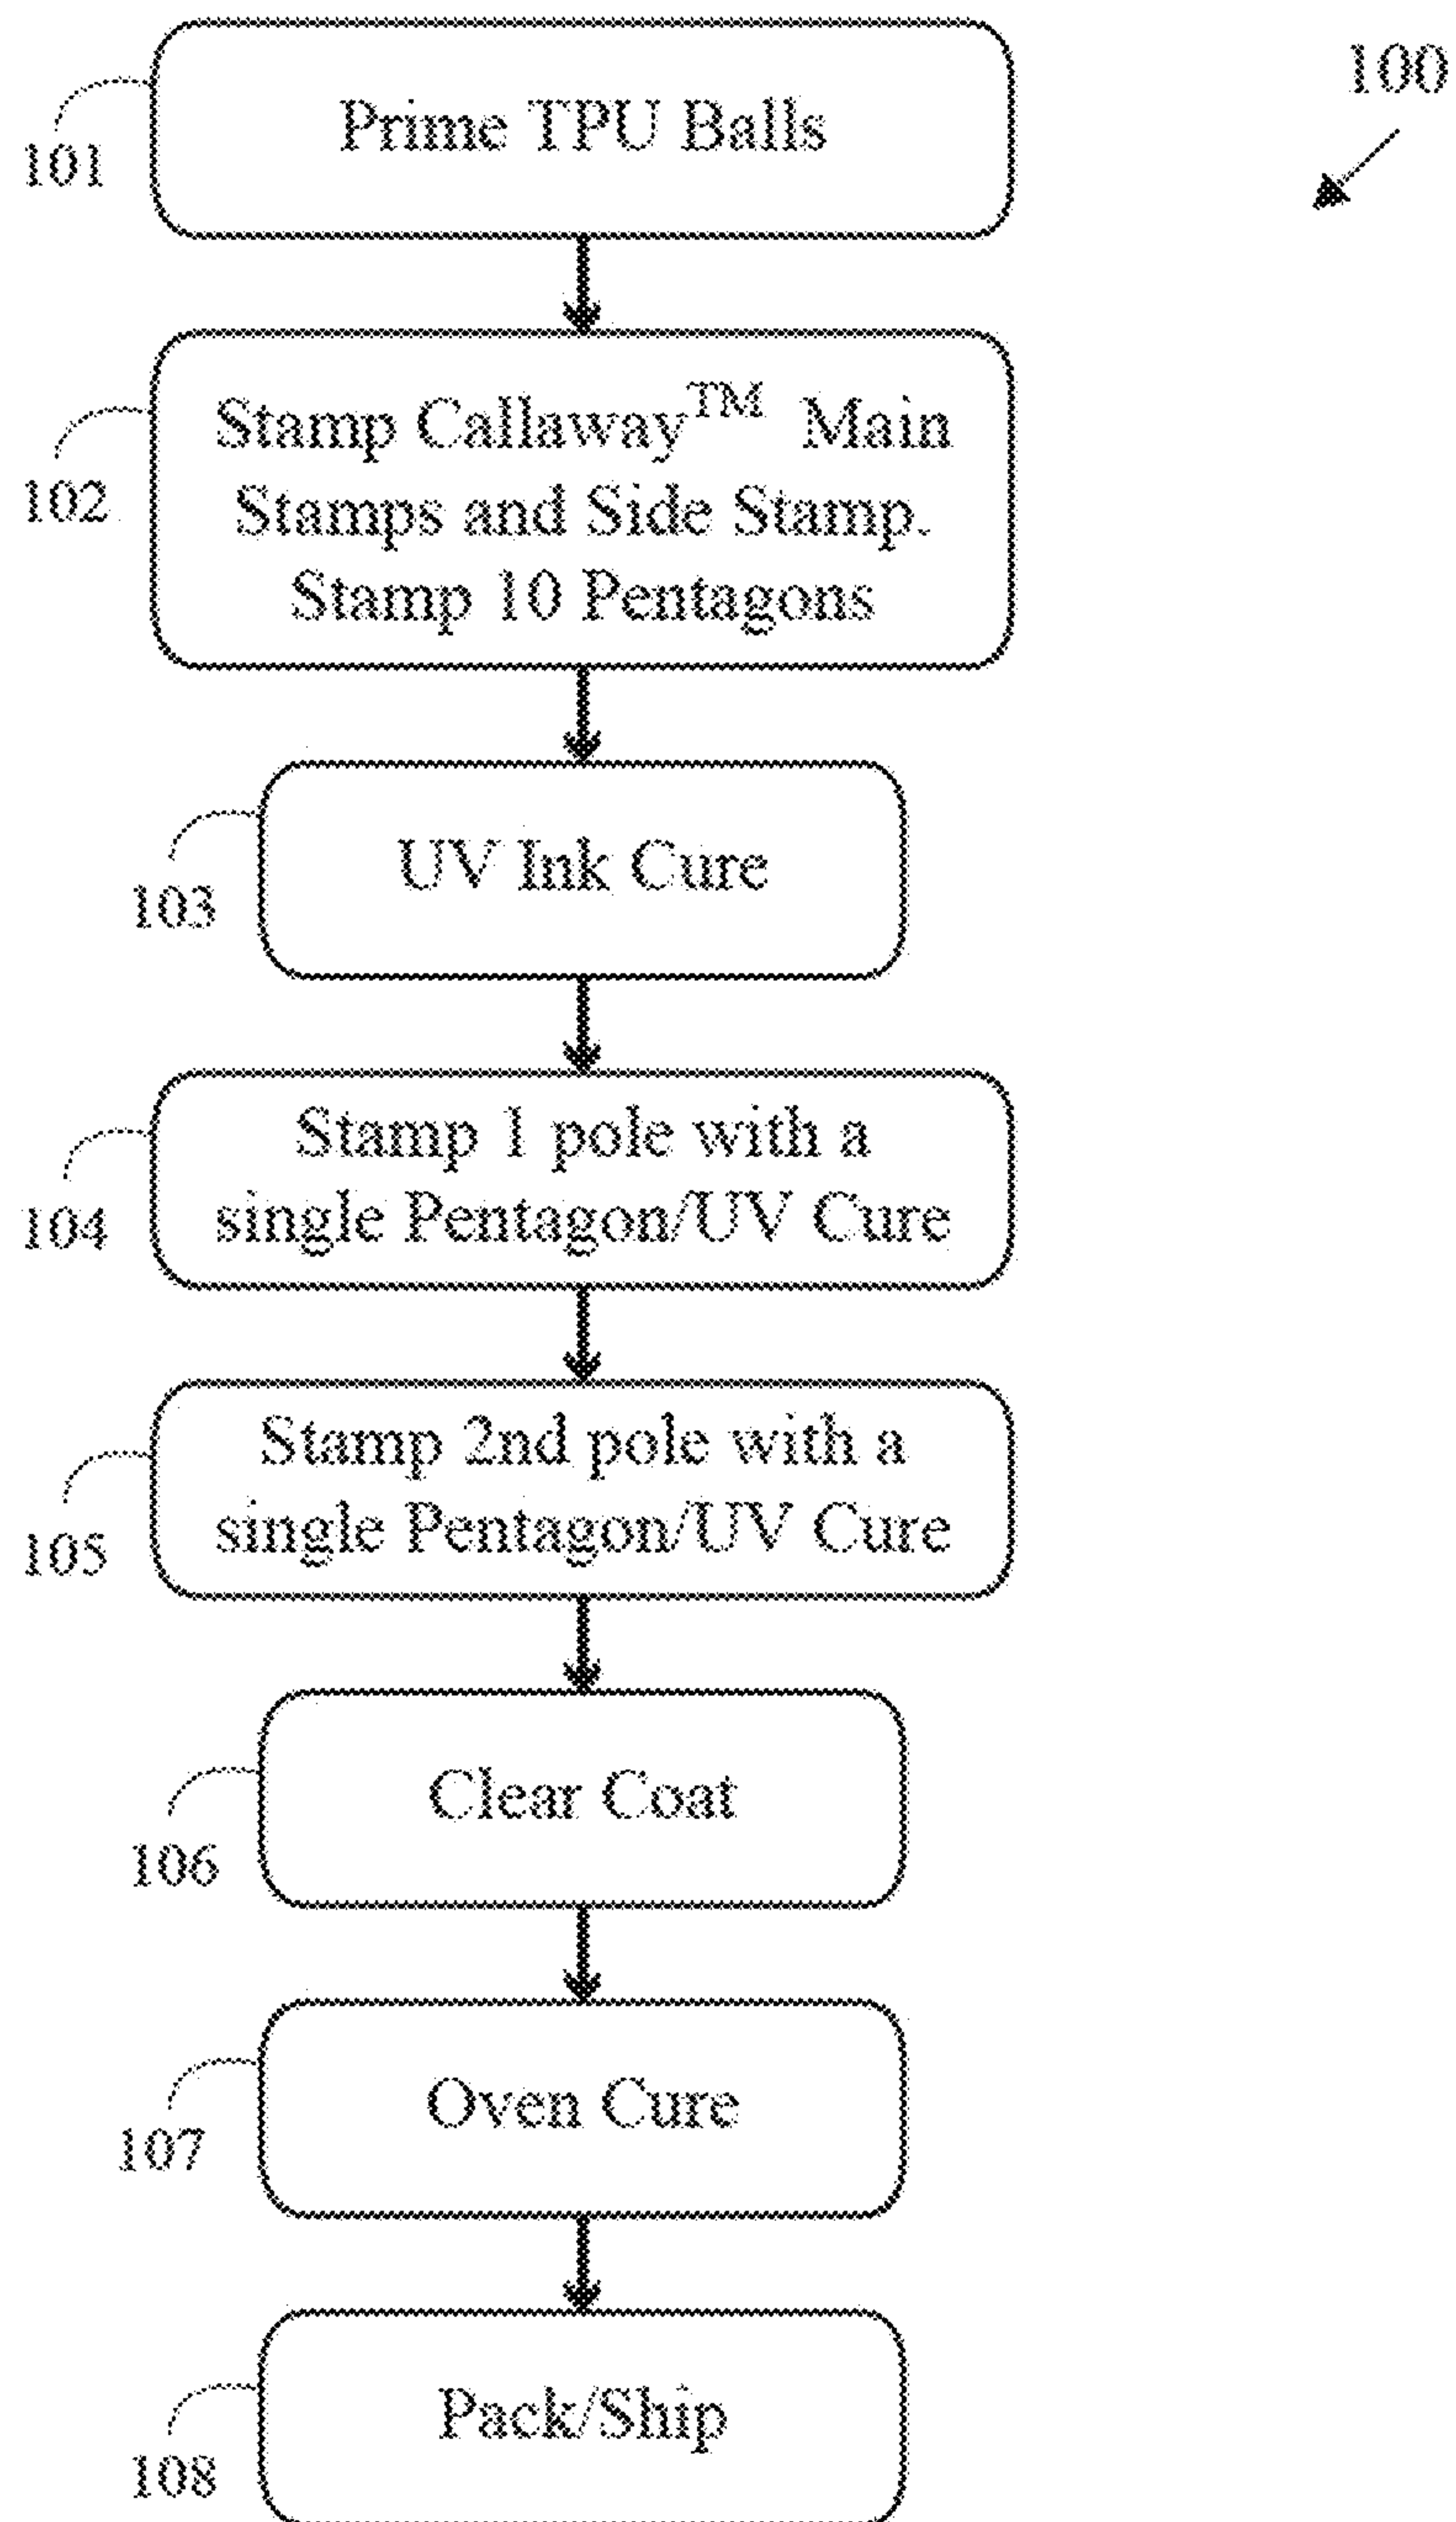 100
101
Prime TPU Balls
102
Stamp Callaway™ Main
Stamps and Side Stamp.
Stamp 10 Pentagons
103
UV Ink Cure
104
Stamp 1 pole with a
single Pentagon/UV Cure
105
Stamp 2nd pole with a
single Pentagon/UV Cure
106
Clear Coat
107
Oven Cure
108
Pack/Ship